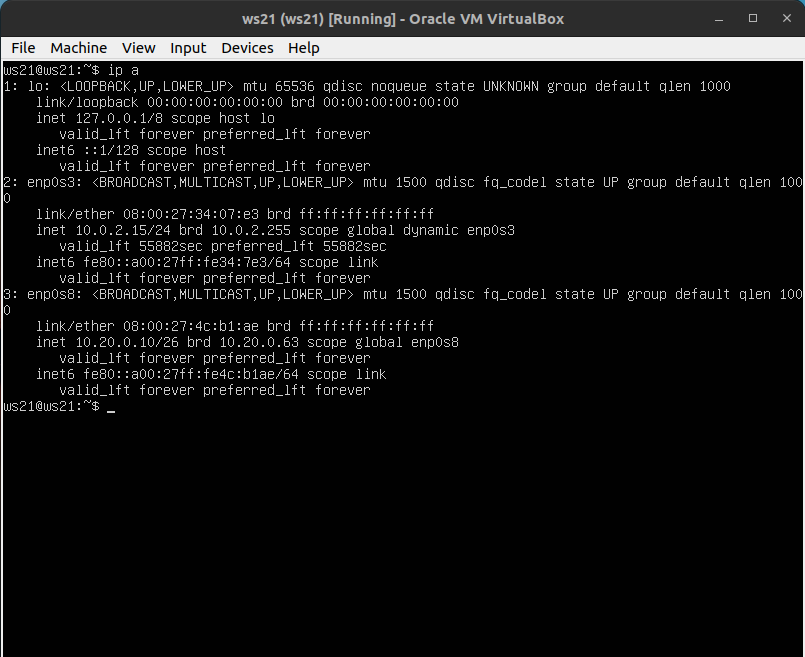 ws21 (ws21) [Running] - Oracle VM VirtualBox
File Machine View Input Devices Help
ws21@ws21:~$ ip a
1: lo: <LOOPBACK,UP,LOWER_UP> mtu 65536 qdisc noqueue state UNKNOWN group default qlen 1000
    link/loopback 00:00:00:00:00:00 brd 00:00:00:00:00:00
    inet 127.0.0.1/8 scope host lo
       valid_lft forever preferred_lft forever
    inet6 ::1/128 scope host
       valid_lft forever preferred_lft forever
2: enp0s3: <BROADCAST,MULTICAST,UP,LOWER_UP> mtu 1500 qdisc fq_codel state UP group default qlen 100
0
    link/ether 08:00:27:34:07:e3 brd ff:ff:ff:ff:ff:ff
    inet 10.0.2.15/24 brd 10.0.2.255 scope global dynamic enp0s3
       valid_lft 55882sec preferred_lft 55882sec
    inet6 fe80::a00:27ff:fe34:7e3/64 scope link
       valid_lft forever preferred_lft forever
3: enp0s8: <BROADCAST,MULTICAST,UP,LOWER_UP> mtu 1500 qdisc fq_codel state UP group default qlen 100
0
    link/ether 08:00:27:4c:b1:ae brd ff:ff:ff:ff:ff:ff
    inet 10.20.0.10/26 brd 10.20.0.63 scope global enp0s8
       valid_lft forever preferred_lft forever
    inet6 fe80::a00:27ff:fe4c:b1ae/64 scope link
       valid_lft forever preferred_lft forever
ws21@ws21:~$ _